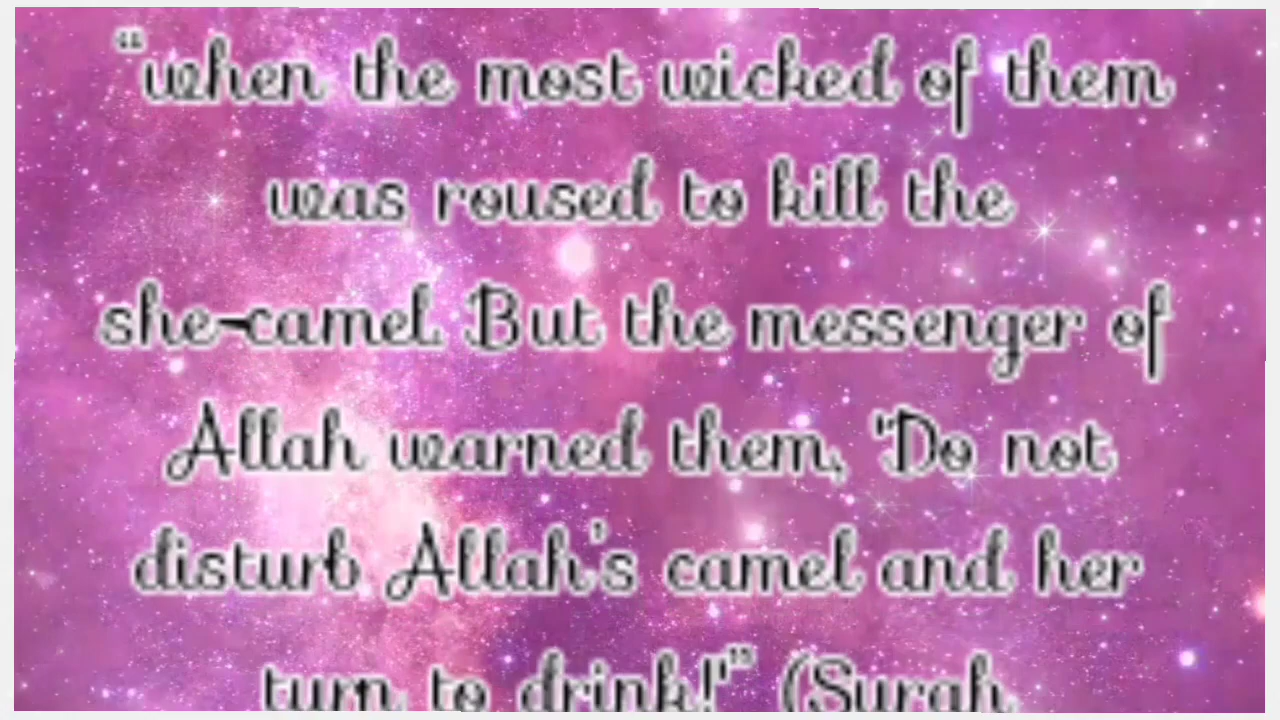 “when the most wicked of them
was roused to kill the
she-camel. But the messenger of
Allah warned them, "Do not
disturb Allah's camel and her
turn to drink!'” (Surah